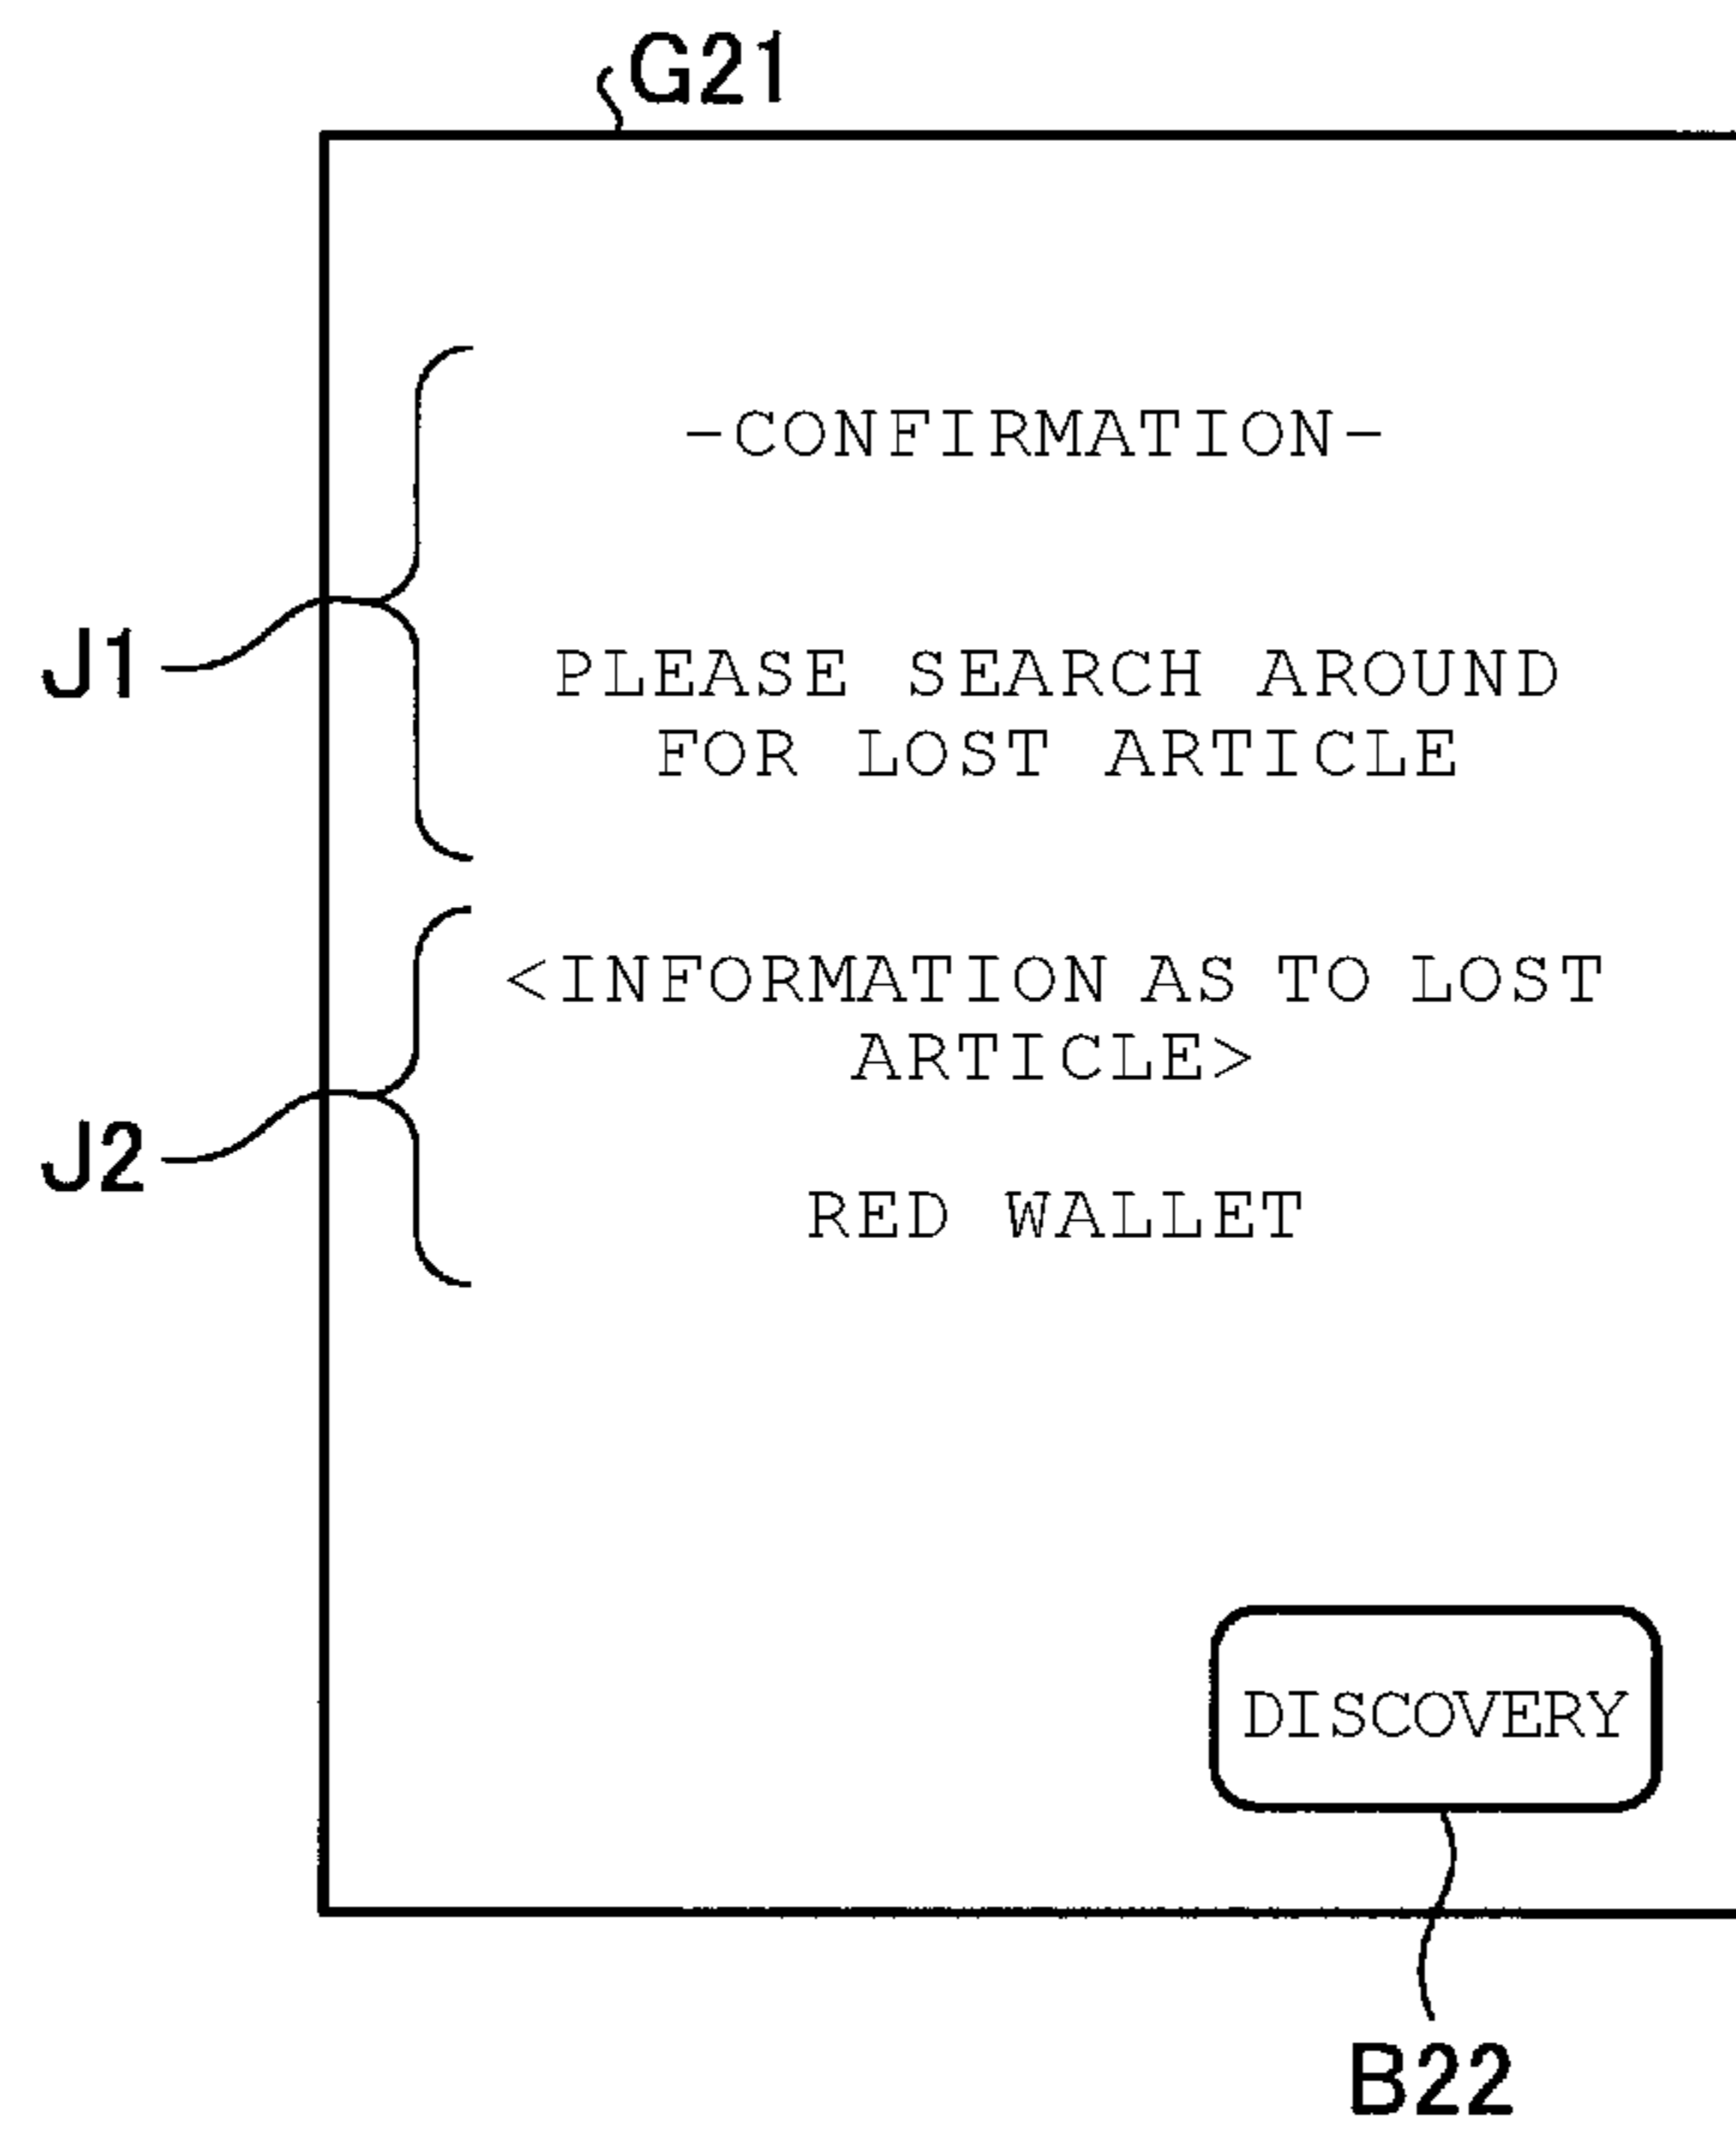 G21
-CONFIRMATION-
J1
PLEASE SEARCH AROUND
FOR LOST ARTICLE
<INFORMATION AS TO LOST
ARTICLE>
J2
RED WALLET
DISCOVERY
B22